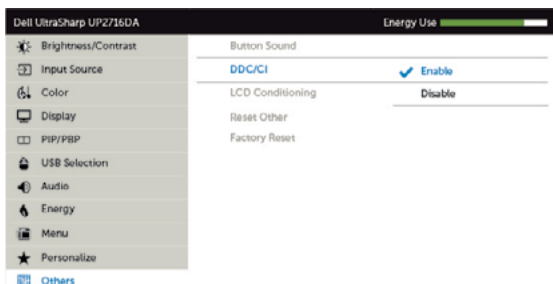 Dell UltraSharp UP2716DA
Energy Use
Brightness/Contrast
Input Source
Color
Display
PIP/PBP
USB Selection
Audio
Energy
Menu
Personalize
Others
Button Sound
DDC/CI
LCD Conditioning
Reset Other
Factory Reset
Enable
Disable